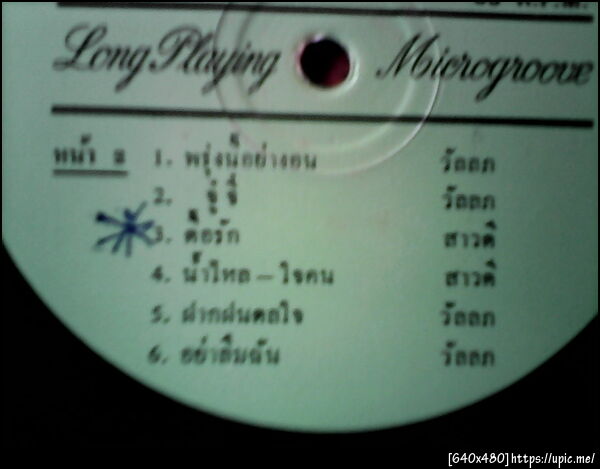 Long Playing Microgroove
หน้า ๒
1. พรุ่งนี้อย่างอน วัลลภ
2. จู้จี้ วัลลภ
3. ดื้อรัก สาวดี
4. น้ำไหล – ใจคน สาวดี
5. ฝากฝนดลใจ วัลลภ
6. อย่าลืมฉัน วัลลภ
[640x480]https://upic.me/